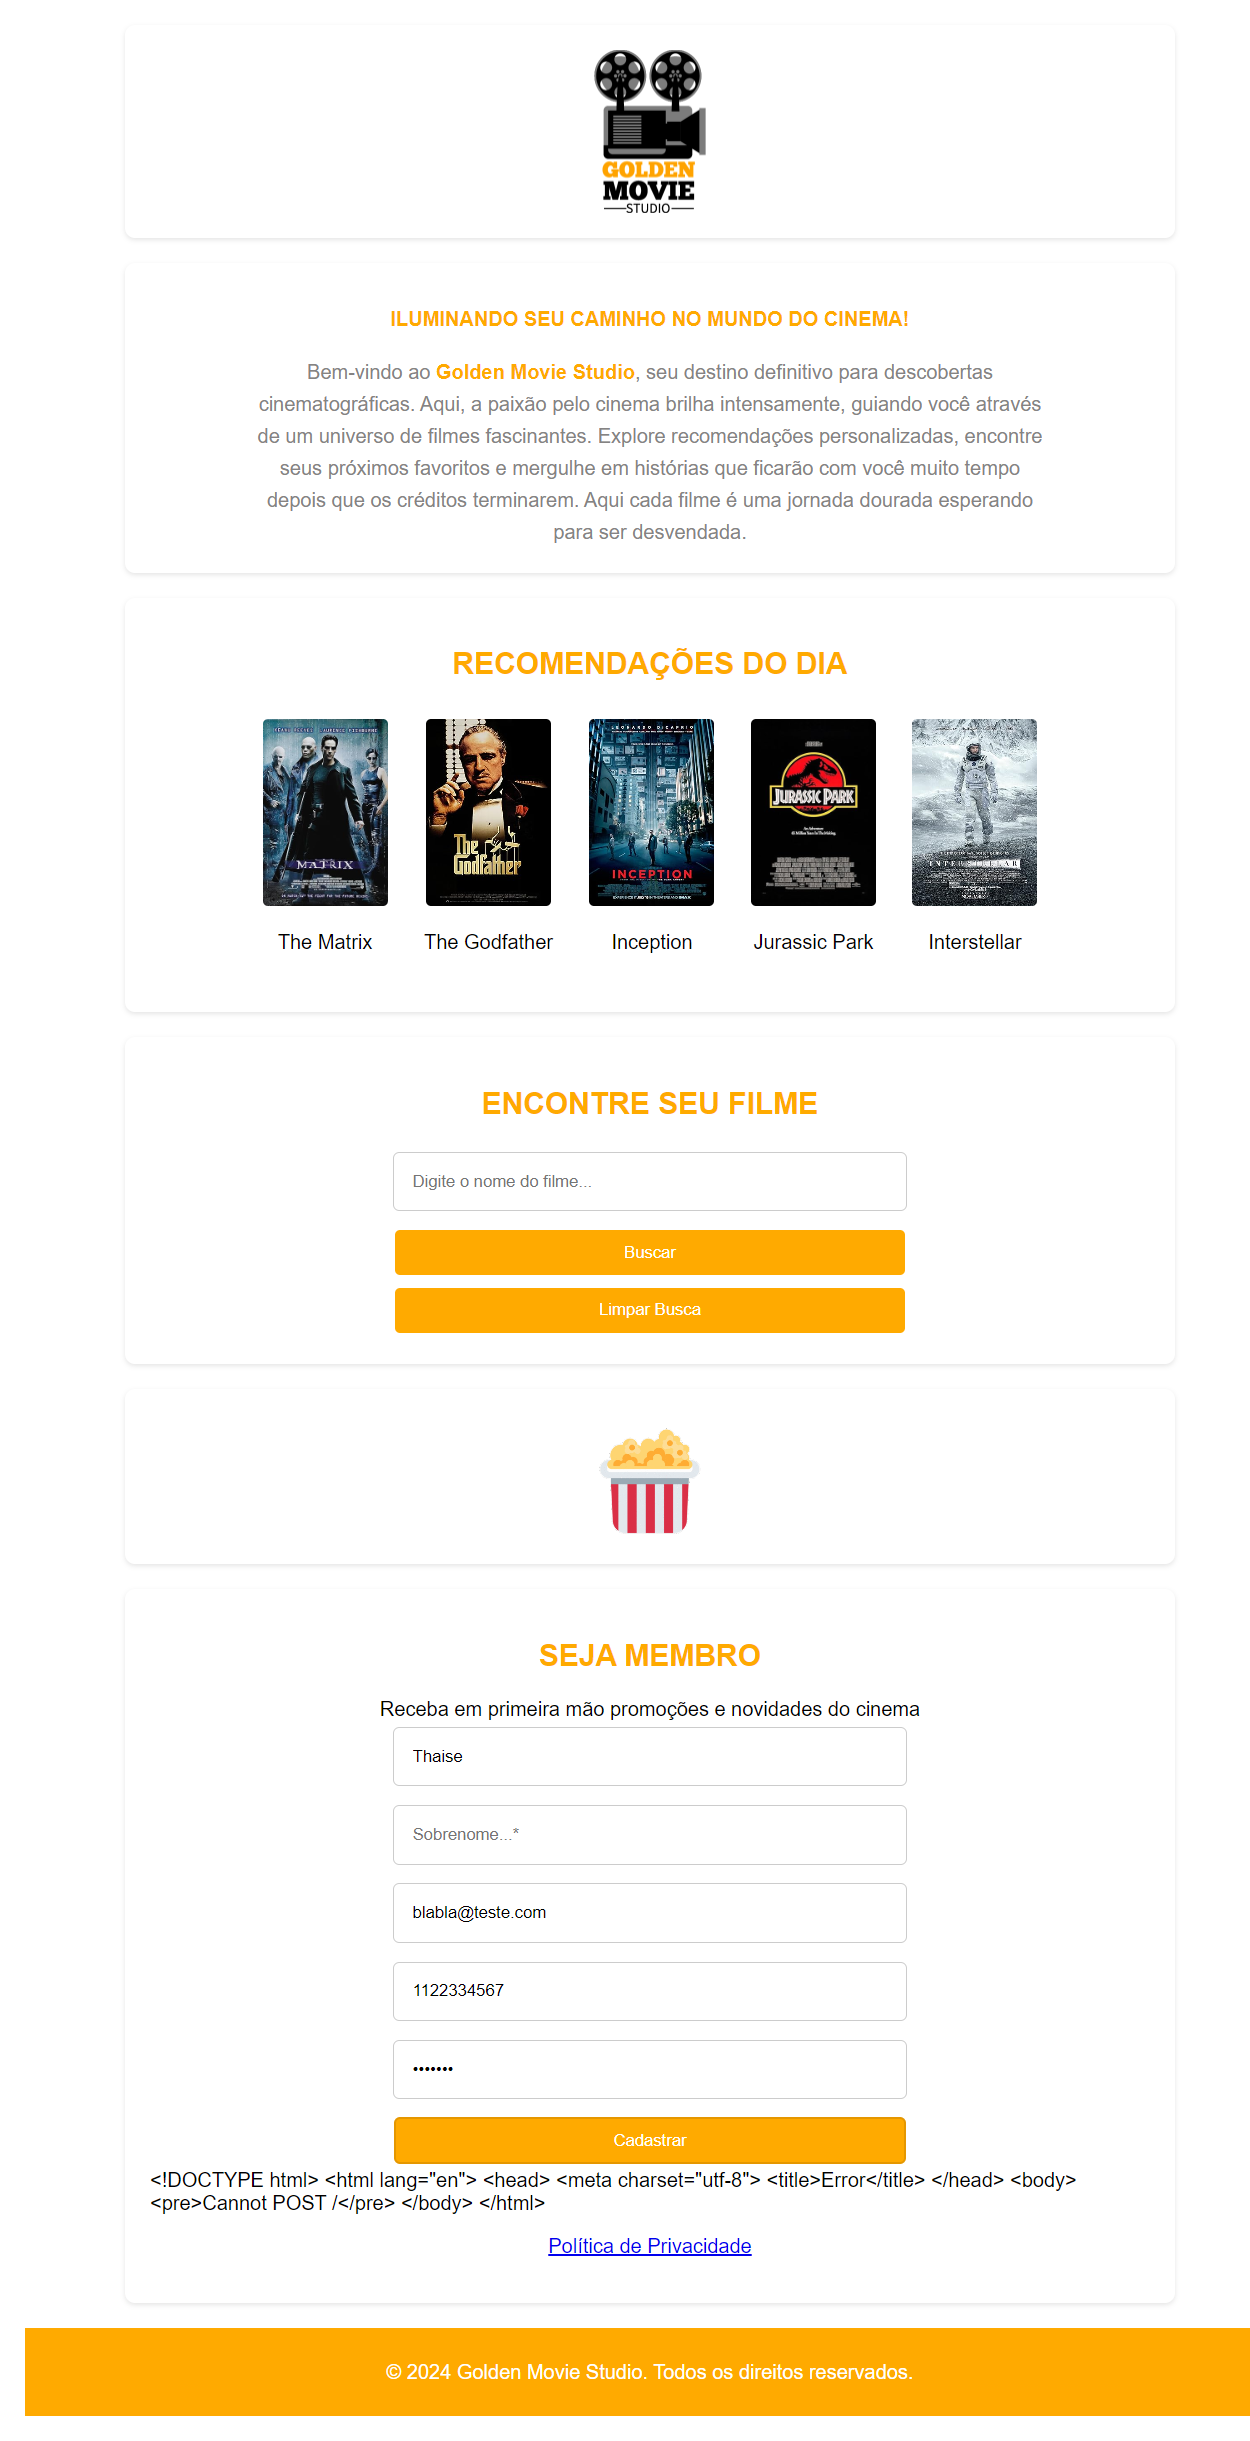 GOLDEN
MOVIE
STUDIO
ILUMINANDO SEU CAMINHO NO MUNDO DO CINEMA!
Bem-vindo ao Golden Movie Studio, seu destino definitivo para descobertas
cinematográficas. Aqui, a paixão pelo cinema brilha intensamente, guiando você através
de um universo de filmes fascinantes. Explore recomendações personalizadas, encontre
seus próximos favoritos e mergulhe em histórias que ficarão com você muito tempo
depois que os créditos terminarem. Aqui cada filme é uma jornada dourada esperando
para ser desvendada.
RECOMENDAÇÕES DO DIA
KEANU REEVES LAURENCE FISHBURNE
MATRIX
The
Godfather
LEONARDO DICAPRIO
INCEPTION
JURASSIC PARK
INTERSTELLAR
The Matrix
The Godfather
Inception
Jurassic Park
Interstellar
ENCONTRE SEU FILME
Digite o nome do filme...
Buscar
Limpar Busca
SEJA MEMBRO
Receba em primeira mão promoções e novidades do cinema
Thaise
Sobrenome...*
blabla@teste.com
1122334567
•••••••
Cadastrar
<!DOCTYPE html> <html lang="en"> <head> <meta charset="utf-8"> <title>Error</title> </head> <body>
<pre>Cannot POST /</pre> </body> </html>
Política de Privacidade
© 2024 Golden Movie Studio. Todos os direitos reservados.